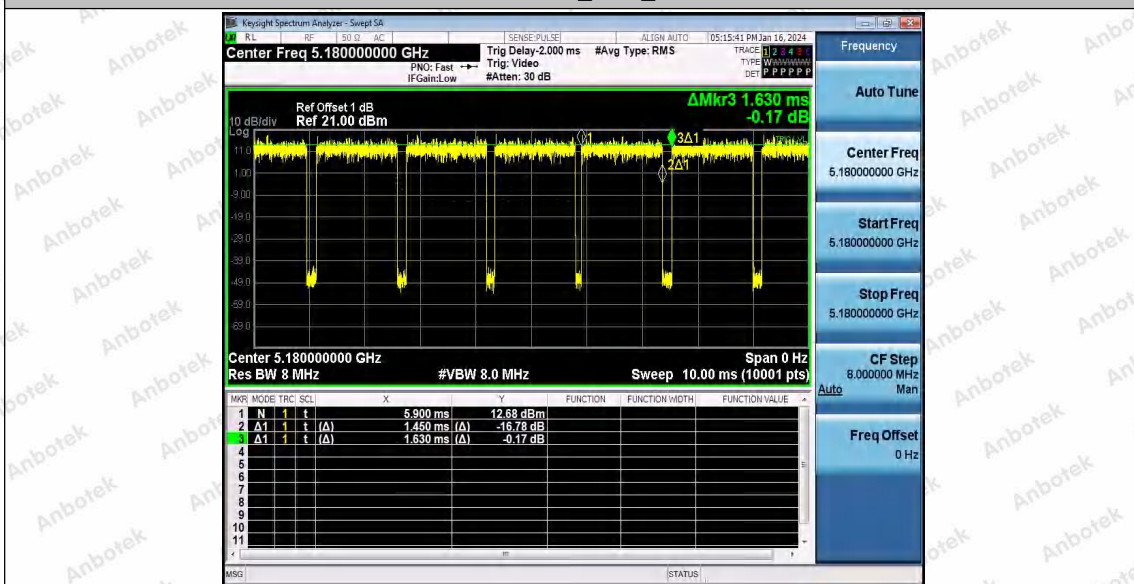 Keysight Spectrum Analyzer - Swept SA
RL RF 50 Ω AC SENSE:PULSE ALIGN AUTO 05:15:41 PM Jan 16, 2024
Center Freq 5.180000000 GHz
PNO: Fast
IFGain:Low
Trig Delay-2.000 ms
Trig: Video
#Atten: 30 dB
#Avg Type: RMS
TRACE 1 2 3 4 5 6
TYPE W
DET P P P P P P
Frequency
Auto Tune
Center Freq
5.180000000 GHz
Start Freq
5.180000000 GHz
Stop Freq
5.180000000 GHz
CF Step
8.000000 MHz
Auto Man
Freq Offset
0 Hz
ΔMkr3 1.630 ms
-0.17 dB
Ref Offset 1 dB
10 dB/div Ref 21.00 dBm
Log
11.0
1.00
-9.00
-19.0
-29.0
-39.0
-49.0
-59.0
-69.0
1
3Δ1
2Δ1
Center 5.180000000 GHz Span 0 Hz
Res BW 8 MHz #VBW 8.0 MHz Sweep 10.00 ms (10001 pts)
MKR MODE TRC SCL X Y FUNCTION FUNCTION WIDTH FUNCTION VALUE
1 N 1 t 5.900 ms 12.68 dBm
2 Δ1 1 t (Δ) 1.450 ms (Δ) -16.78 dB
3 Δ1 1 t (Δ) 1.630 ms (Δ) -0.17 dB
4
5
6
7
8
9
10
11
MSG STATUS
Anbotek